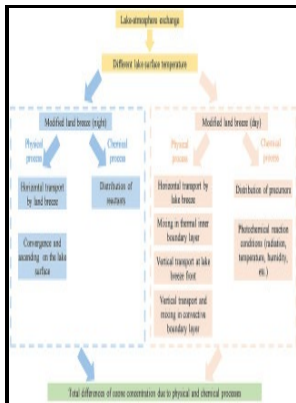 Lake-atmosphere exchange
Different lake-surface temperature
Modified land breeze (night)
Physical
process
Chemical
process
Horizontal transport
by land breeze
Distribution of
reactants
Convergence and
ascending on the lake
surface
Modified land breeze (day)
Physical
process
Chemical
process
Horizontal transport by
lake breeze
Mixing in thermal inner
boundary layer
Vertical transport at lake
breeze front
Vertical transport and
mixing in convective
boundary layer
Distribution of precursors
Photochemical reaction
conditions (radiation,
temperature, humidity,
etc.)
Total differences of ozone concentration due to physical and chemical processes